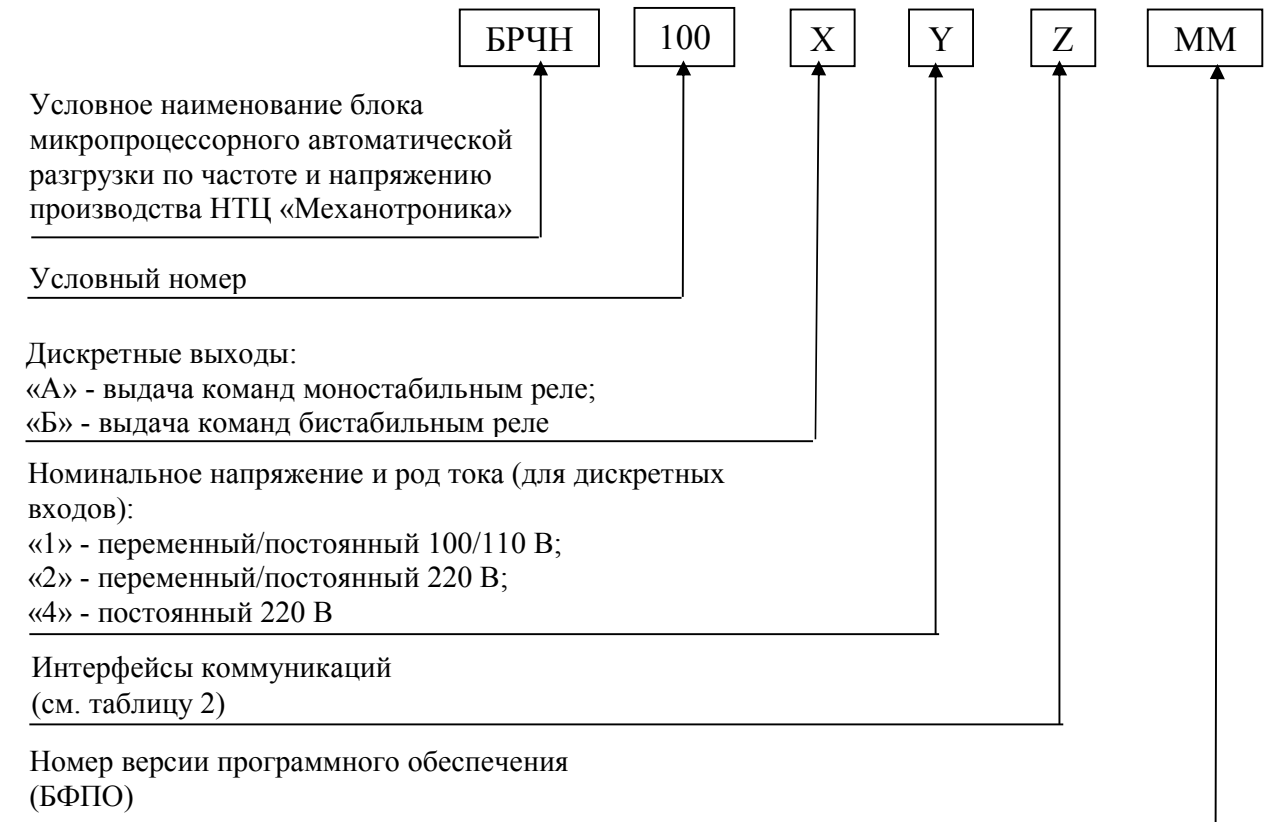 БРЧН 100 X Y Z ММ
Условное наименование блока
микропроцессорного автоматической
разгрузки по частоте и напряжению
производства НТЦ «Механотроника»
Условный номер
Дискретные выходы:
«А» - выдача команд моностабильным реле;
«Б» - выдача команд бистабильным реле
Номинальное напряжение и род тока (для дискретных
входов):
«1» - переменный/постоянный 100/110 В;
«2» - переменный/постоянный 220 В;
«4» - постоянный 220 В
Интерфейсы коммуникаций
(см. таблицу 2)
Номер версии программного обеспечения
(БФПО)